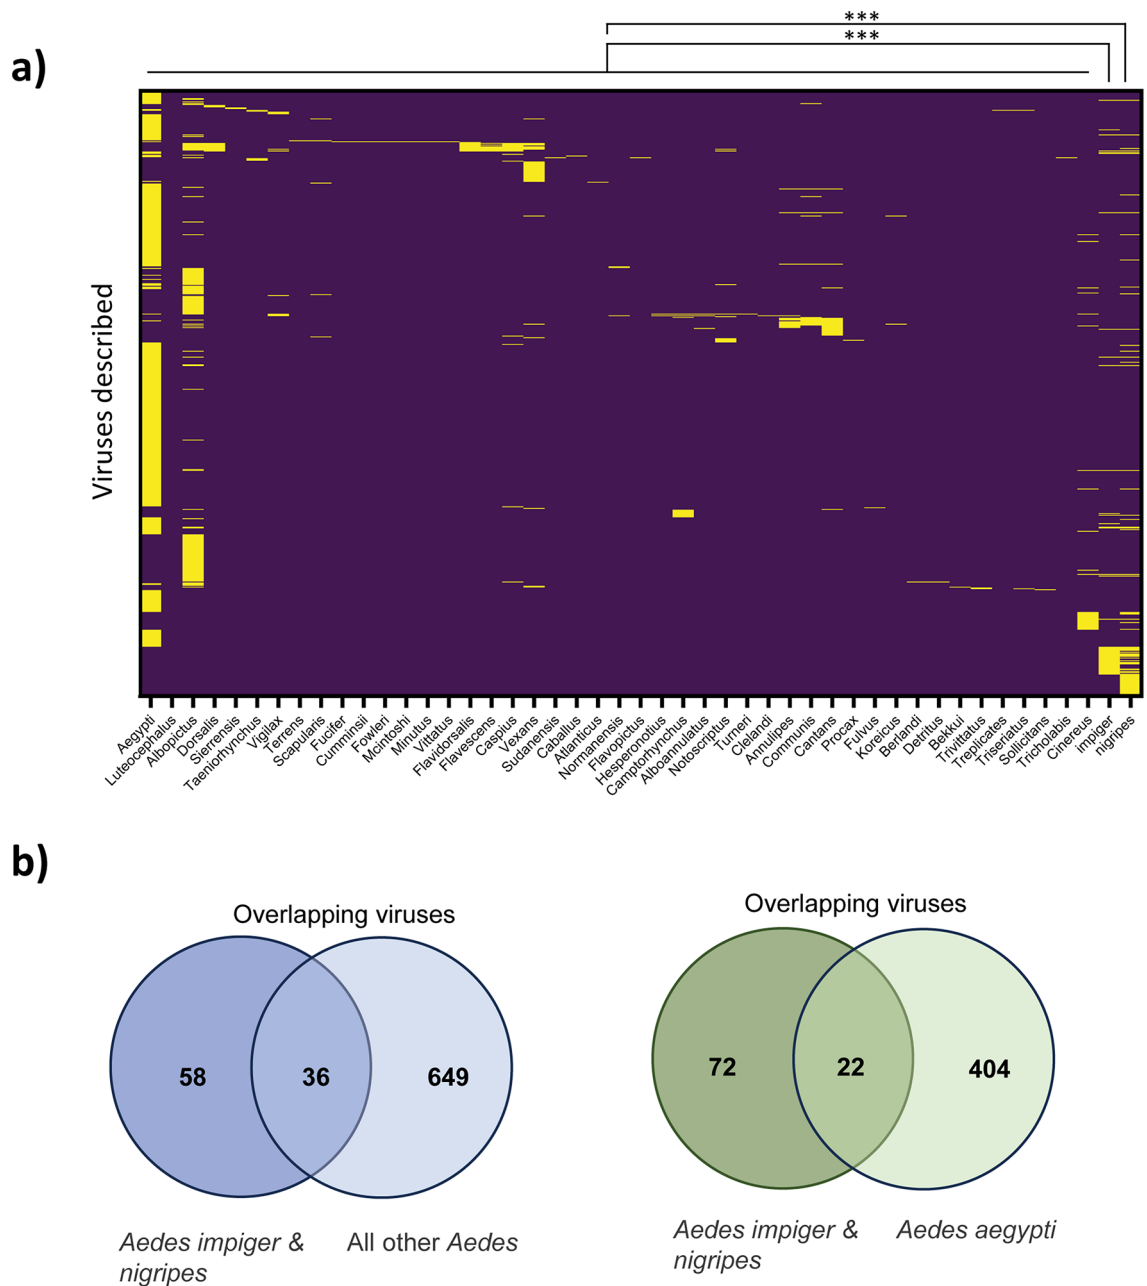 ***
***
a)
Viruses described
Aegypti
Luteocephalus
Albopictus
Dorsalis
Sierrensis
Taeniorhynchus
Vigilax
Terrens
Scapularis
Fucifer
Cumminsii
Fowleri
Mcintoshi
Minutus
Vittatus
Flavidorsalis
Flavescens
Caspius
Vexans
Sudanensis
Caballus
Atlanticus
Normanensis
Flavopictus
Hesperonotius
Camptorhynchus
Alboannulatus
Notoscriptus
Turneri
Clelandi
Annulipes
Communis
Cantans
Procax
Fulvus
Koreicus
Berlandi
Detritus
Bekkui
Trivittatus
Treplicates
Triseriatus
Sollicitans
Tricholabis
Cinereus
Impiger
nigripes
b)
Overlapping viruses
58
36
649
Aedes impiger &
nigripes
All other Aedes
Overlapping viruses
72
22
404
Aedes impiger &
nigripes
Aedes aegypti